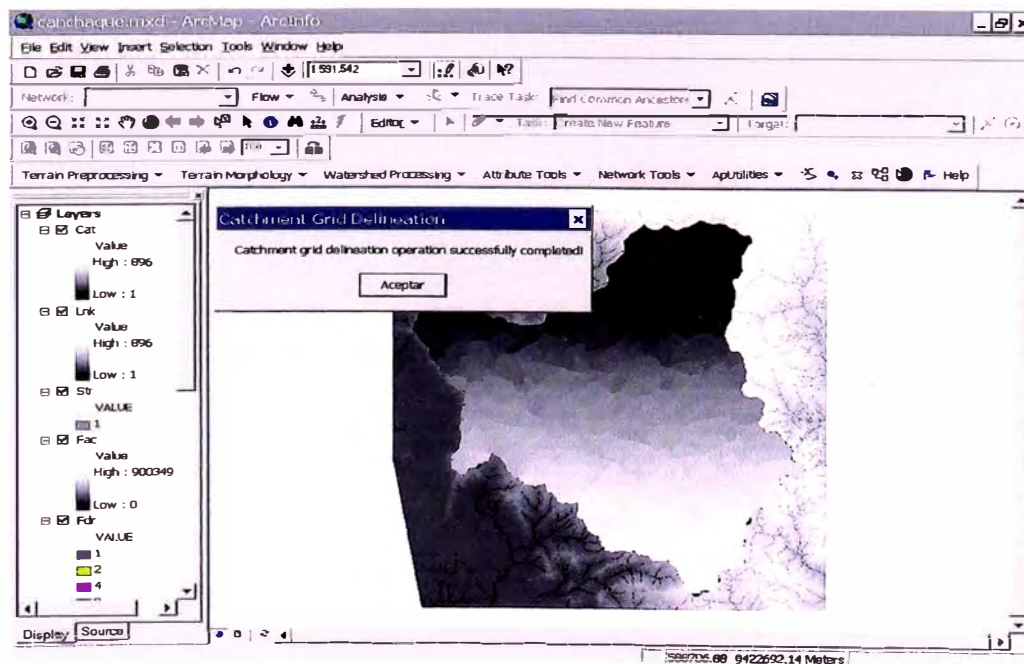 canchaque.mxd - ArcMap - ArcInfo
File Edit View Insert Selection Tools Window Help
1:591.542
Network: Flow Analysis Trace Task: Find Common Ancestors
Editor Task: Create New Feature Target:
Terrain Preprocessing Terrain Morphology Watershed Processing Attribute Tools Network Tools ApUtilities Help
Layers
Cat
Value
High : 896
Low : 1
Lnk
Value
High : 896
Low : 1
Str
VALUE
1
Fac
Value
High : 900349
Low : 0
Fdr
VALUE
1
2
4
Display Source
Catchment Grid Delineation
Catchment grid delineation operation successfully completed!
Aceptar
9422692.14 Meters